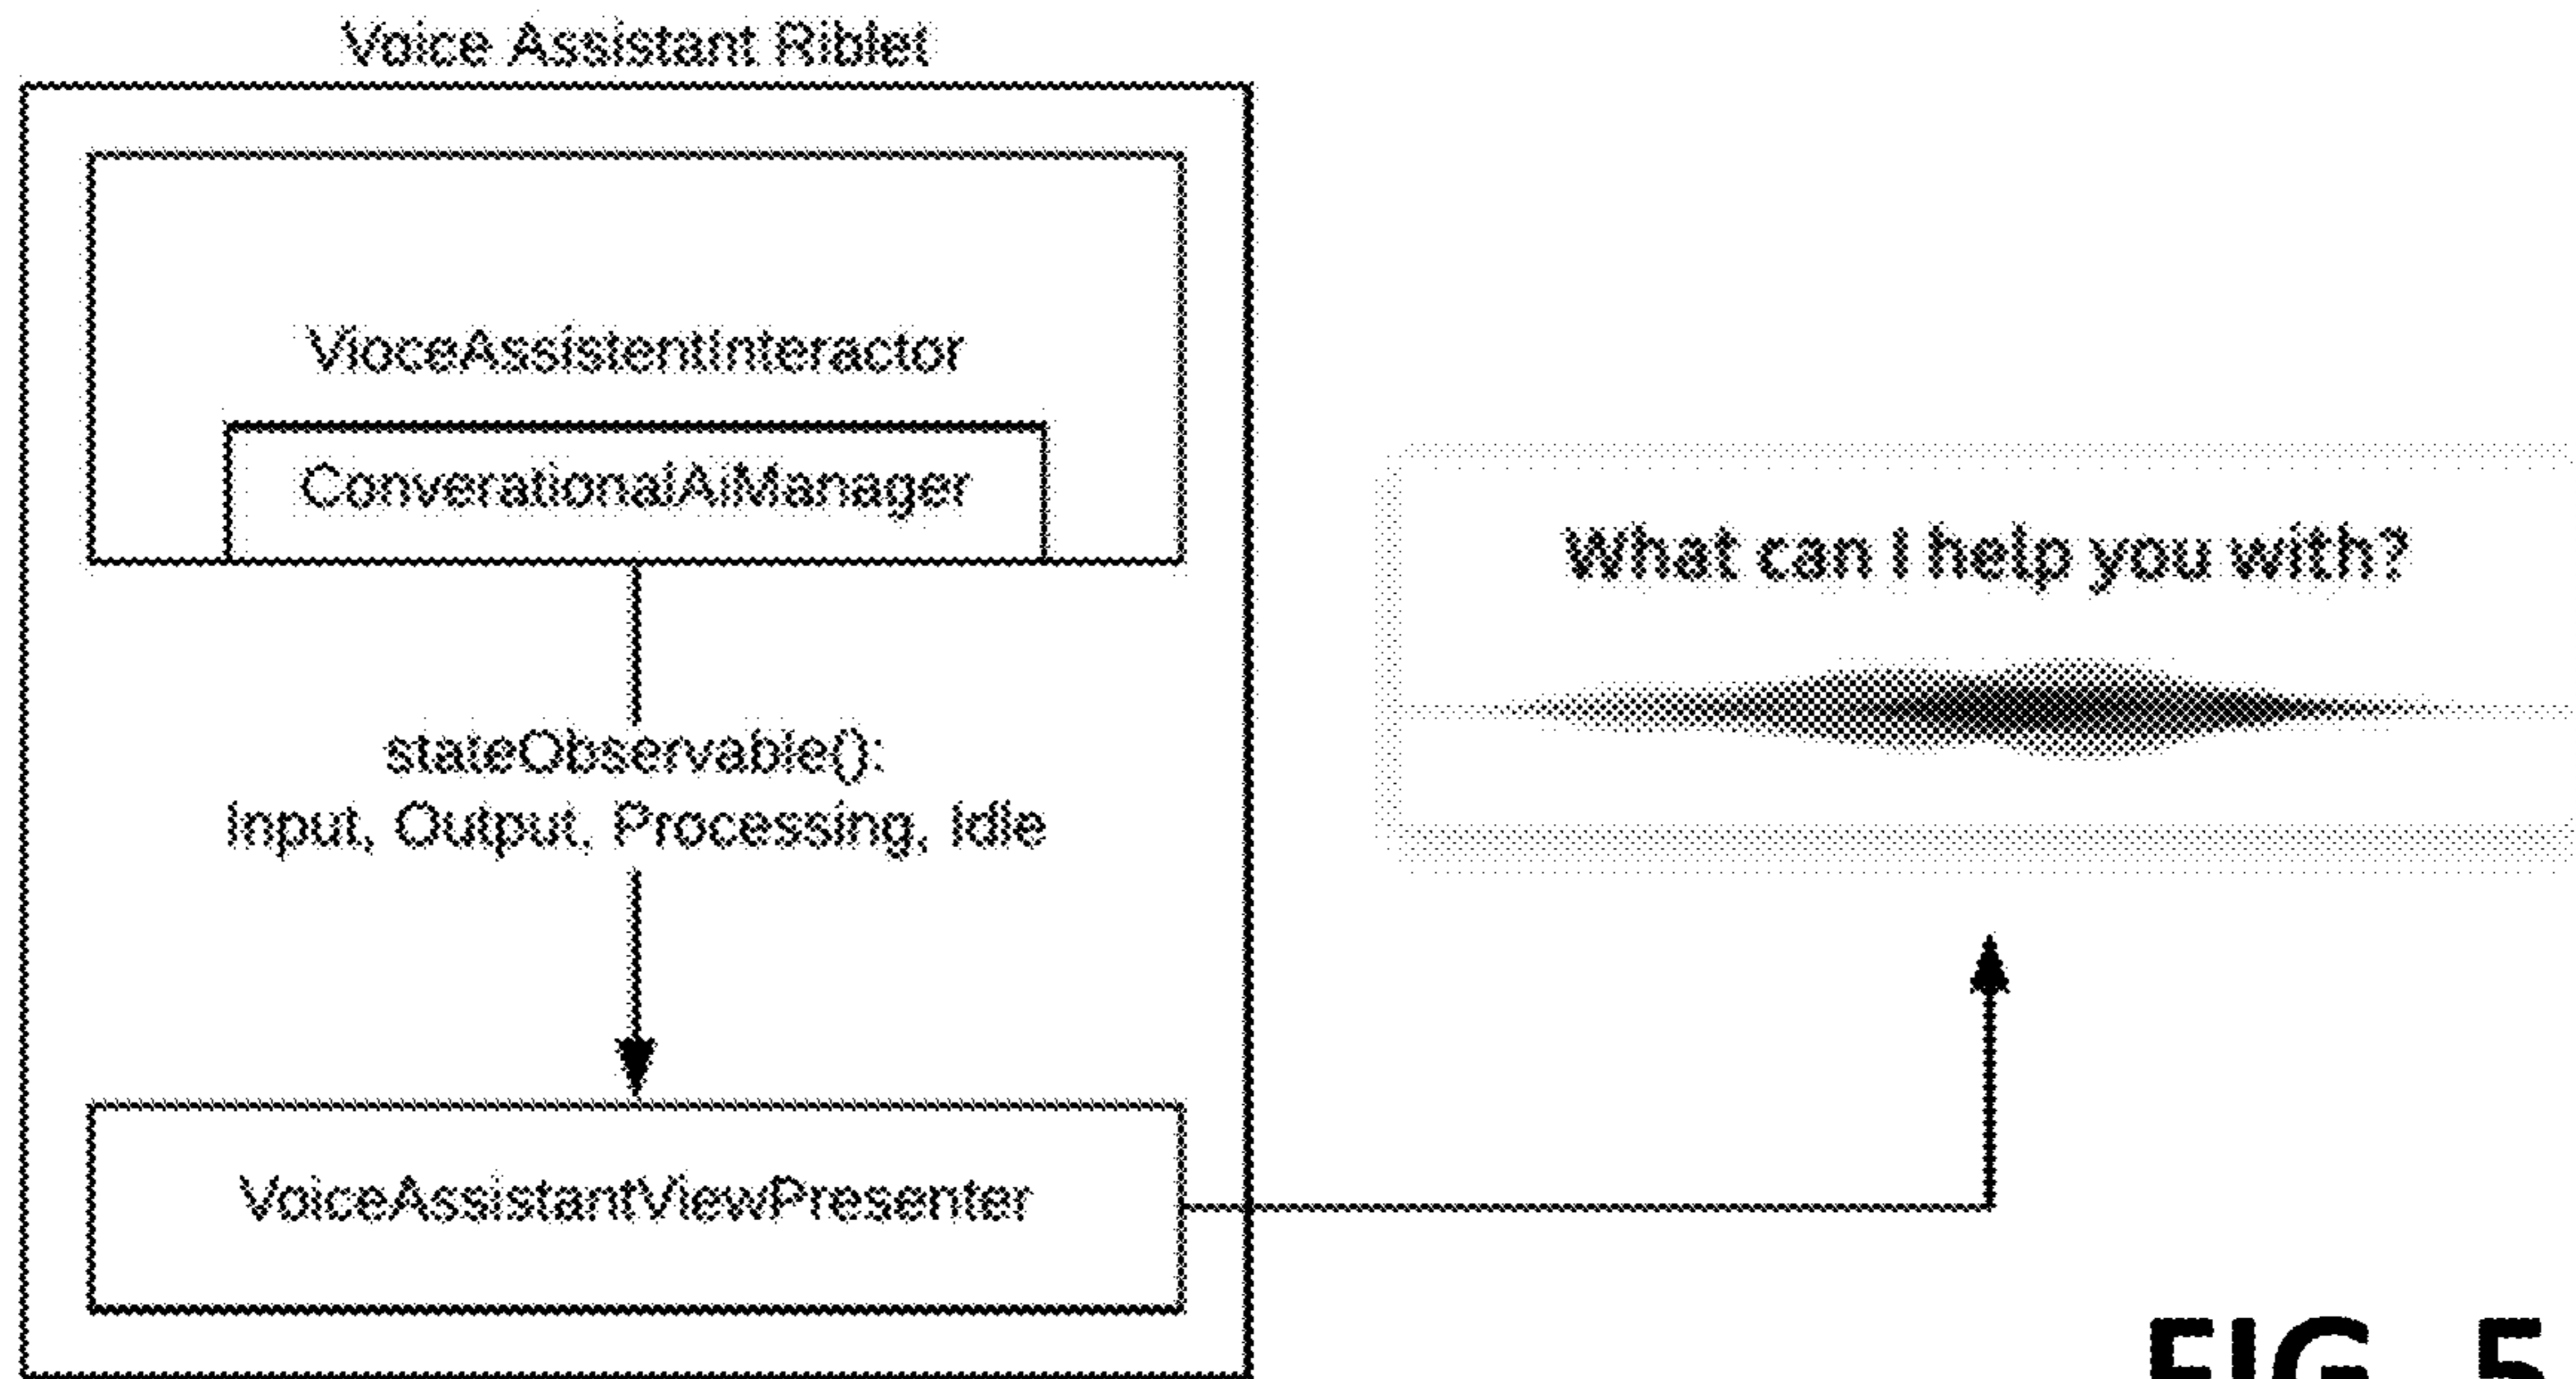 Voice Assistant Riblet
VioceAssistentInteractor
ConverationalAiManager
stateObservable():
Input, Output, Processing, Idle
VoiceAssistantViewPresenter
What can I help you with?
FIG. 5